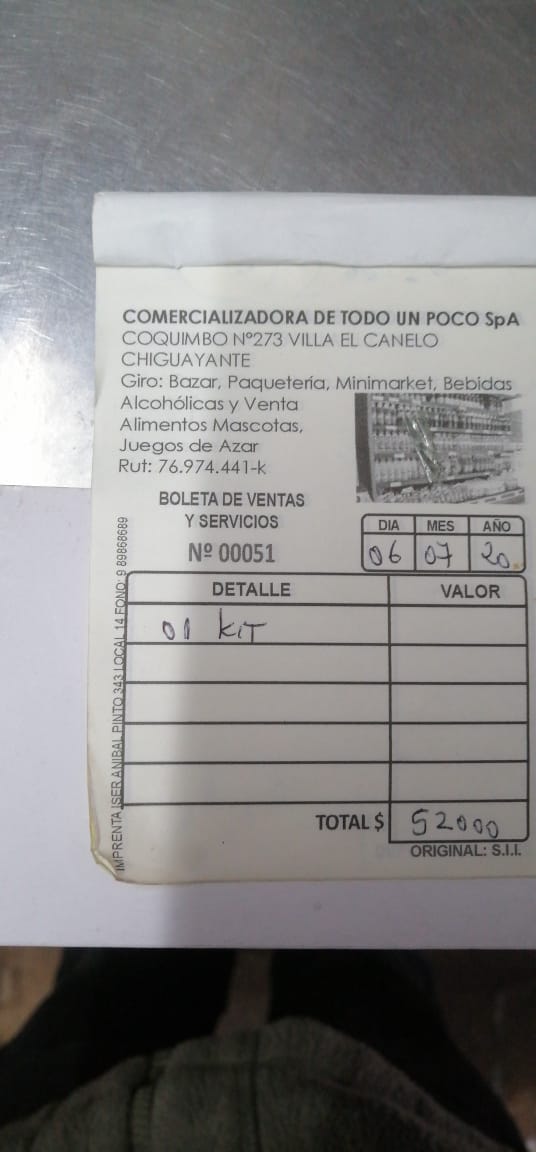 COMERCIALIZADORA DE TODO UN POCO SpA
COQUIMBO Nº273 VILLA EL CANELO
CHIGUAYANTE
Giro: Bazar, Paquetería, Minimarket, Bebidas
Alcohólicas y Venta
Alimentos Mascotas,
Juegos de Azar
Rut: 76.974.441-k
BOLETA DE VENTAS
Y SERVICIOS
Nº 00051
DIA MES AÑO
06 07 20
DETALLE VALOR
01 KIT
TOTAL $ 52000
ORIGINAL: S.I.I.
IMPRENTA ISER ANIBAL PINTO 343 LOCAL 14 FONO: 9 89868689